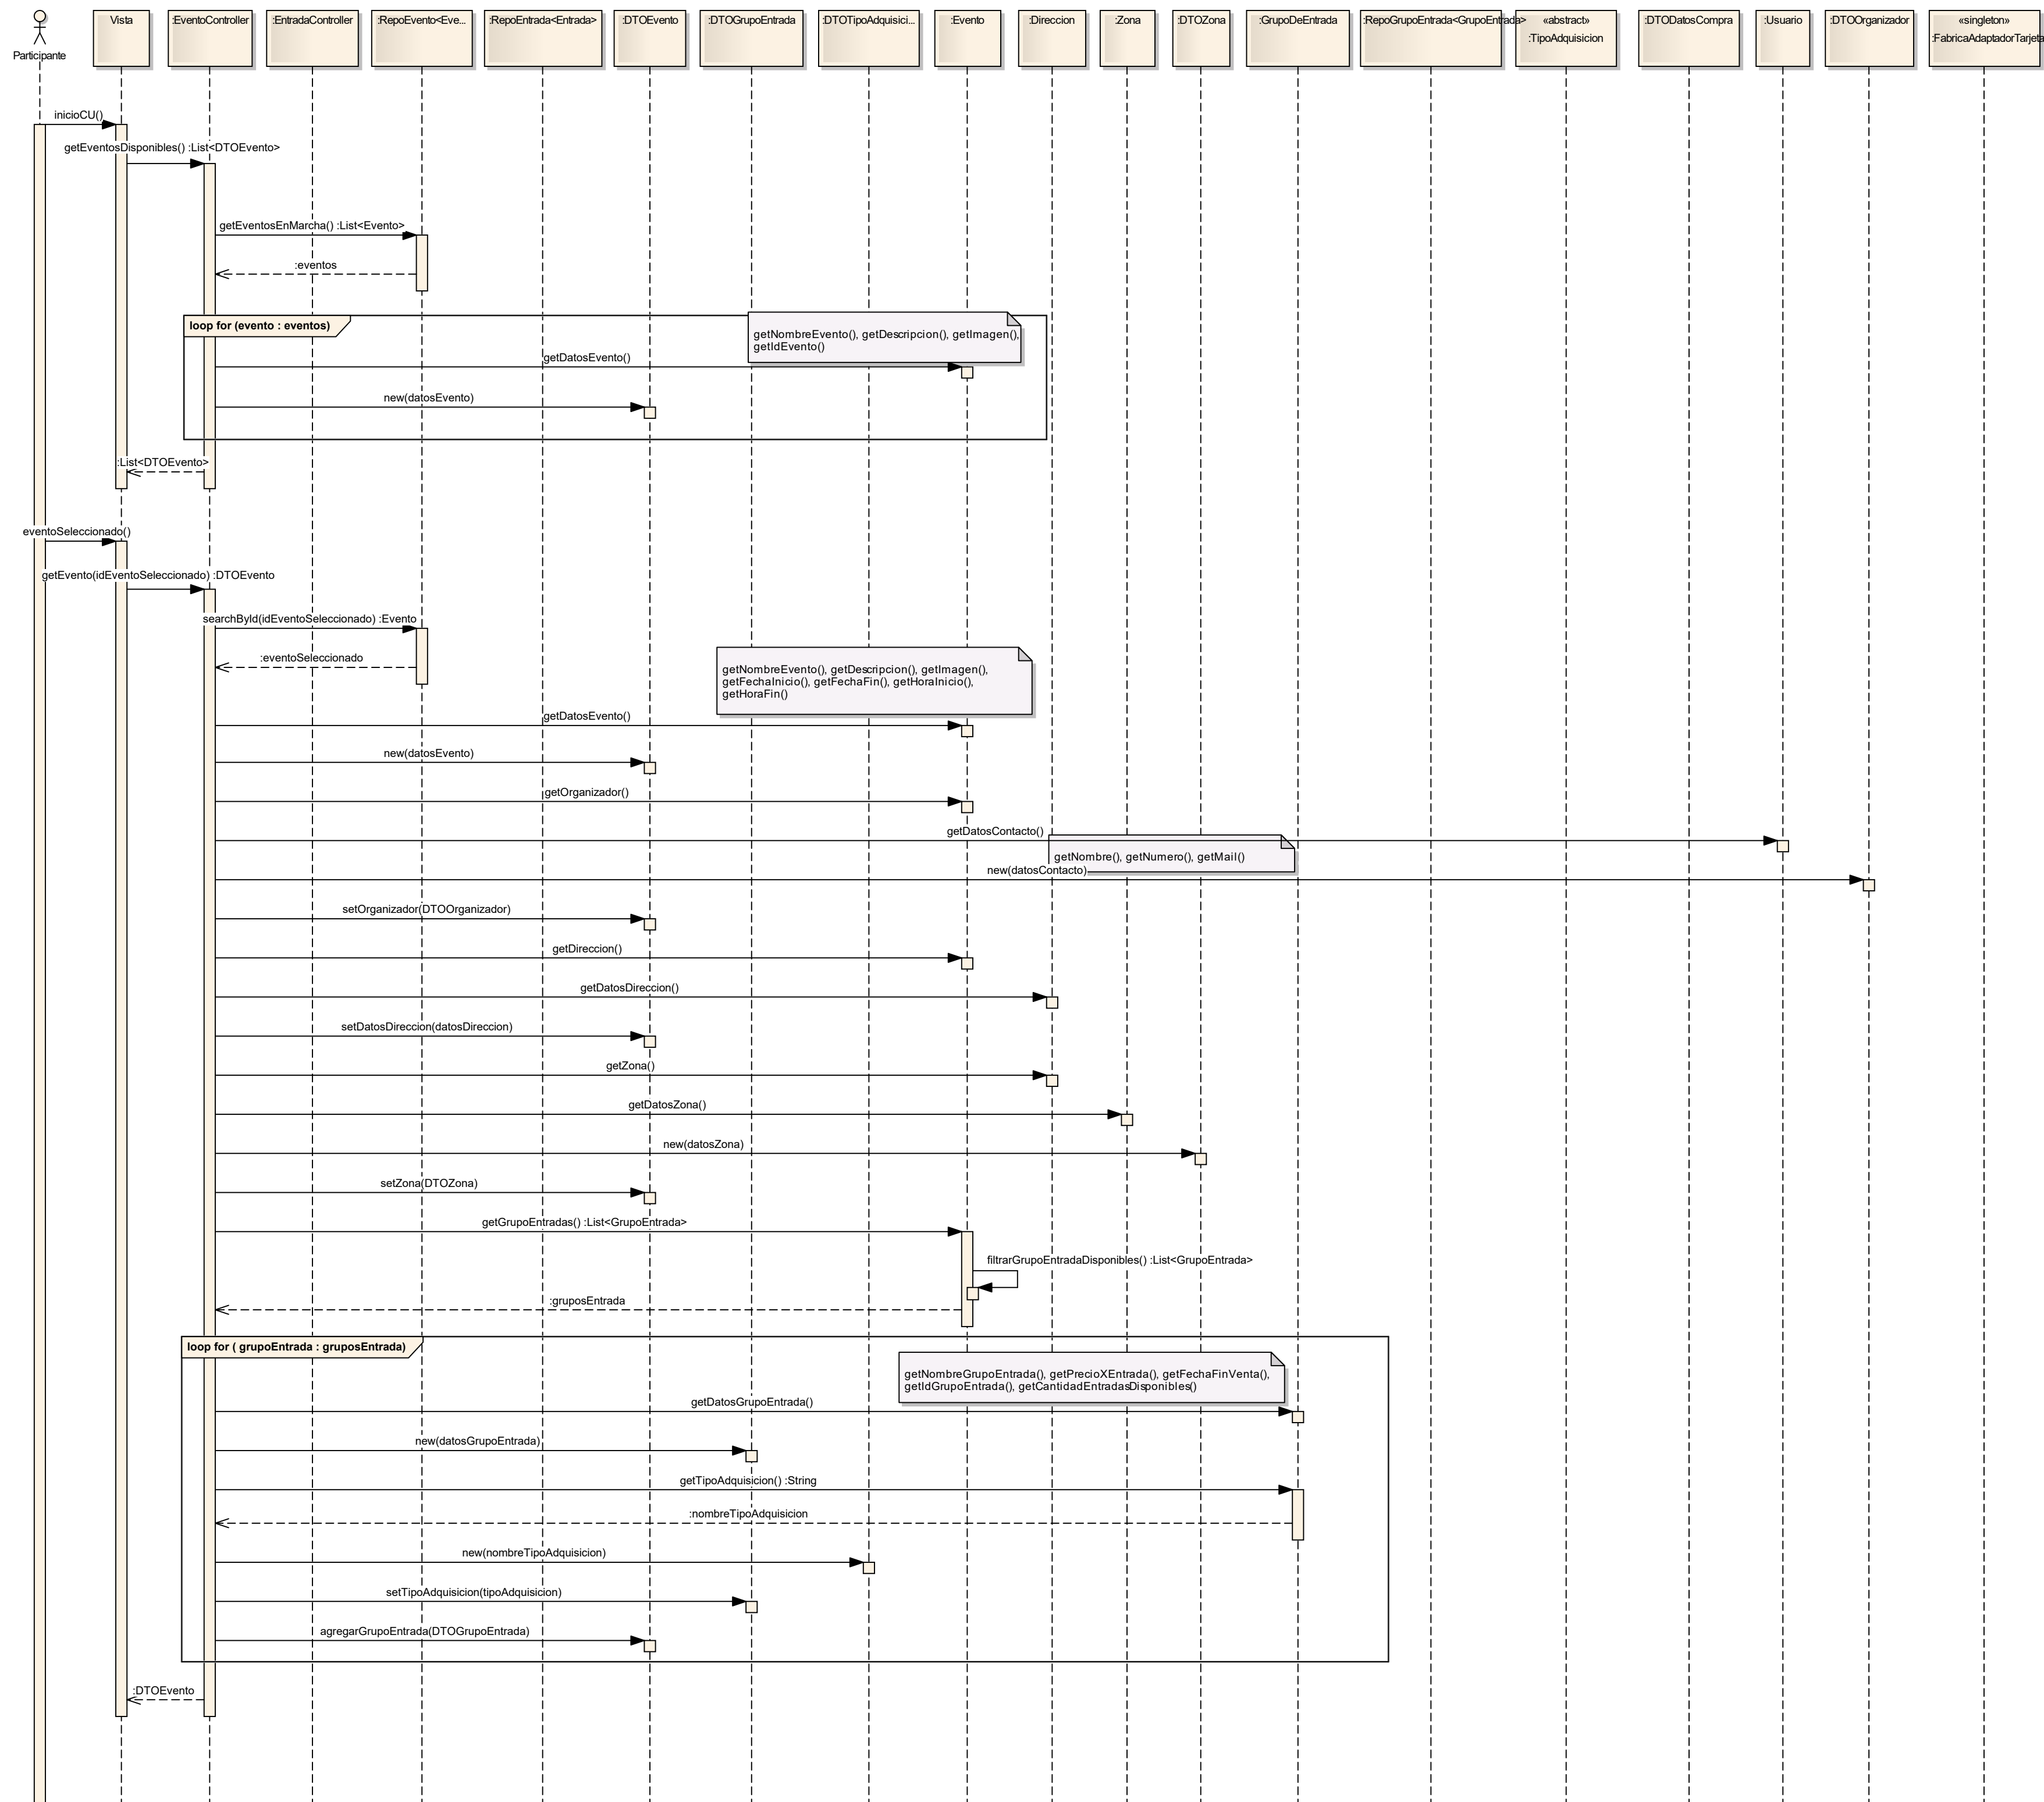 Participante
Vista
:EventoController
:EntradaController
:RepoEvento<Eve...
:RepoEntrada<Entrada>
:DTOEvento
:DTOGrupoEntrada
:DTOTipoAdquisici...
:Evento
:Direccion
:Zona
:DTOZona
:GrupoDeEntrada
:RepoGrupoEntrada<GrupoEntrada>
«abstract»
:TipoAdquisicion
:DTODatosCompra
:Usuario
:DTOOrganizador
«singleton»
:FabricaAdaptadorTarjeta
inicioCU()
getEventosDisponibles() :List<DTOEvento>
getEventosEnMarcha() :List<Evento>
:eventos
loop for (evento : eventos)
getNombreEvento(), getDescripcion(), getImagen(),
getIdEvento()
getDatosEvento()
new(datosEvento)
:List<DTOEvento>
eventoSeleccionado()
getEvento(idEventoSeleccionado) :DTOEvento
searchById(idEventoSeleccionado) :Evento
:eventoSeleccionado
getNombreEvento(), getDescripcion(), getImagen(),
getFechaInicio(), getFechaFin(), getHoraInicio(),
getHoraFin()
getDatosEvento()
new(datosEvento)
getOrganizador()
getDatosContacto()
getNombre(), getNumero(), getMail()
new(datosContacto)
setOrganizador(DTOOrganizador)
getDireccion()
getDatosDireccion()
setDatosDireccion(datosDireccion)
getZona()
getDatosZona()
new(datosZona)
setZona(DTOZona)
getGrupoEntradas() :List<GrupoEntrada>
filtrarGrupoEntradaDisponibles() :List<GrupoEntrada>
:gruposEntrada
loop for ( grupoEntrada : gruposEntrada)
getNombreGrupoEntrada(), getPrecioXEntrada(), getFechaFinVenta(),
getIdGrupoEntrada(), getCantidadEntradasDisponibles()
getDatosGrupoEntrada()
new(datosGrupoEntrada)
getTipoAdquisicion() :String
:nombreTipoAdquisicion
new(nombreTipoAdquisicion)
setTipoAdquisicion(tipoAdquisicion)
agregarGrupoEntrada(DTOGrupoEntrada)
:DTOEvento